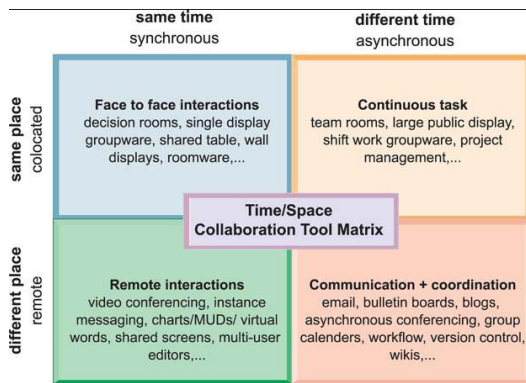 same time
synchronous
different time
asynchronous
same place
colocated
Face to face interactions
decision rooms, single display
groupware, shared table, wall
displays, roomware,...
Continuous task
team rooms, large public display,
shift work groupware, project
management,...
Time/Space
Collaboration Tool Matrix
different place
remote
Remote interactions
video conferencing, instance
messaging, charts/MUDs/ virtual
words, shared screens, multi-user
editors,...
Communication + coordination
email, bulletin boards, blogs,
asynchronous conferencing, group
calenders, workflow, version control,
wikis,...